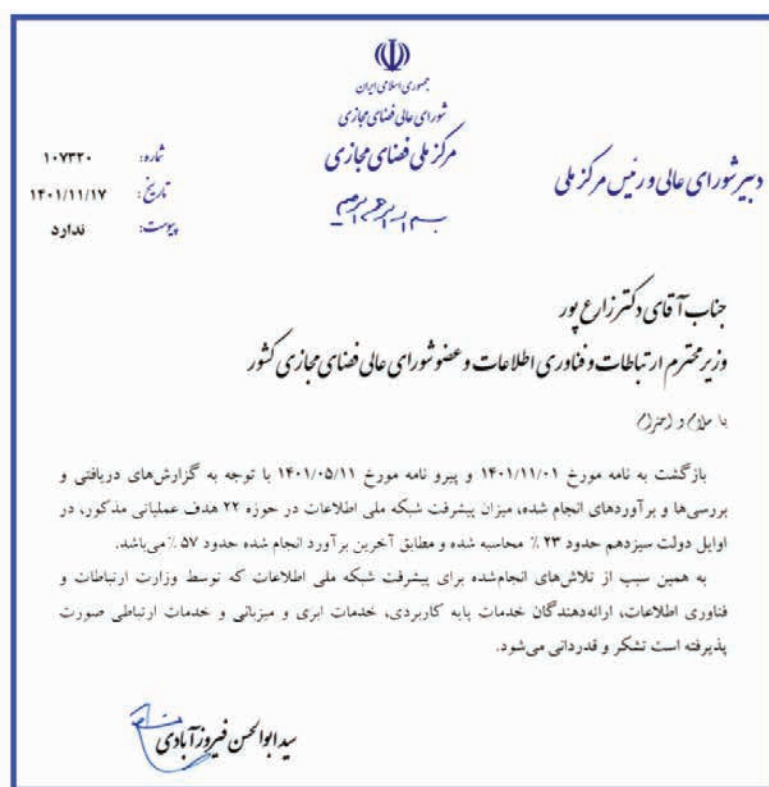 جمهوری اسلامی ایران
شورای عالی فضای مجازی
مرکز ملی فضای مجازی
بسم الله الرحمن الرحیم
دبیر شورای عالی و رئیس مرکز ملی
شماره: ۱۰۷۳۲۰
تاریخ: ۱۴۰۱/۱۱/۱۷
پیوست: ندارد
جناب آقای دکتر زارع پور
وزیر محترم ارتباطات و فناوری اطلاعات و عضو شورای عالی فضای مجازی کشور
با سلام و احترام
بازگشت به نامه مورخ ۱۴۰۱/۱۱/۰۱ و پیرو نامه مورخ ۱۴۰۱/۰۵/۱۱ با توجه به گزارش‌های دریافتی و
بررسی‌ها و برآوردهای انجام شده، میزان پیشرفت شبکه ملی اطلاعات در حوزه ۲۲ هدف عملیاتی مذکور، در
اوایل دولت سیزدهم حدود ۲۳ ٪ محاسبه شده و مطابق آخرین برآورد انجام شده حدود ۵۷ ٪ می‌باشد.
به همین سبب از تلاش‌های انجام‌شده برای پیشرفت شبکه ملی اطلاعات که توسط وزارت ارتباطات و
فناوری اطلاعات، ارائه‌دهندگان خدمات پایه کاربردی، خدمات ابری و میزبانی و خدمات ارتباطی صورت
پذیرفته است تشکر و قدردانی می‌شود.
سید ابوالحسن فیروزآبادی